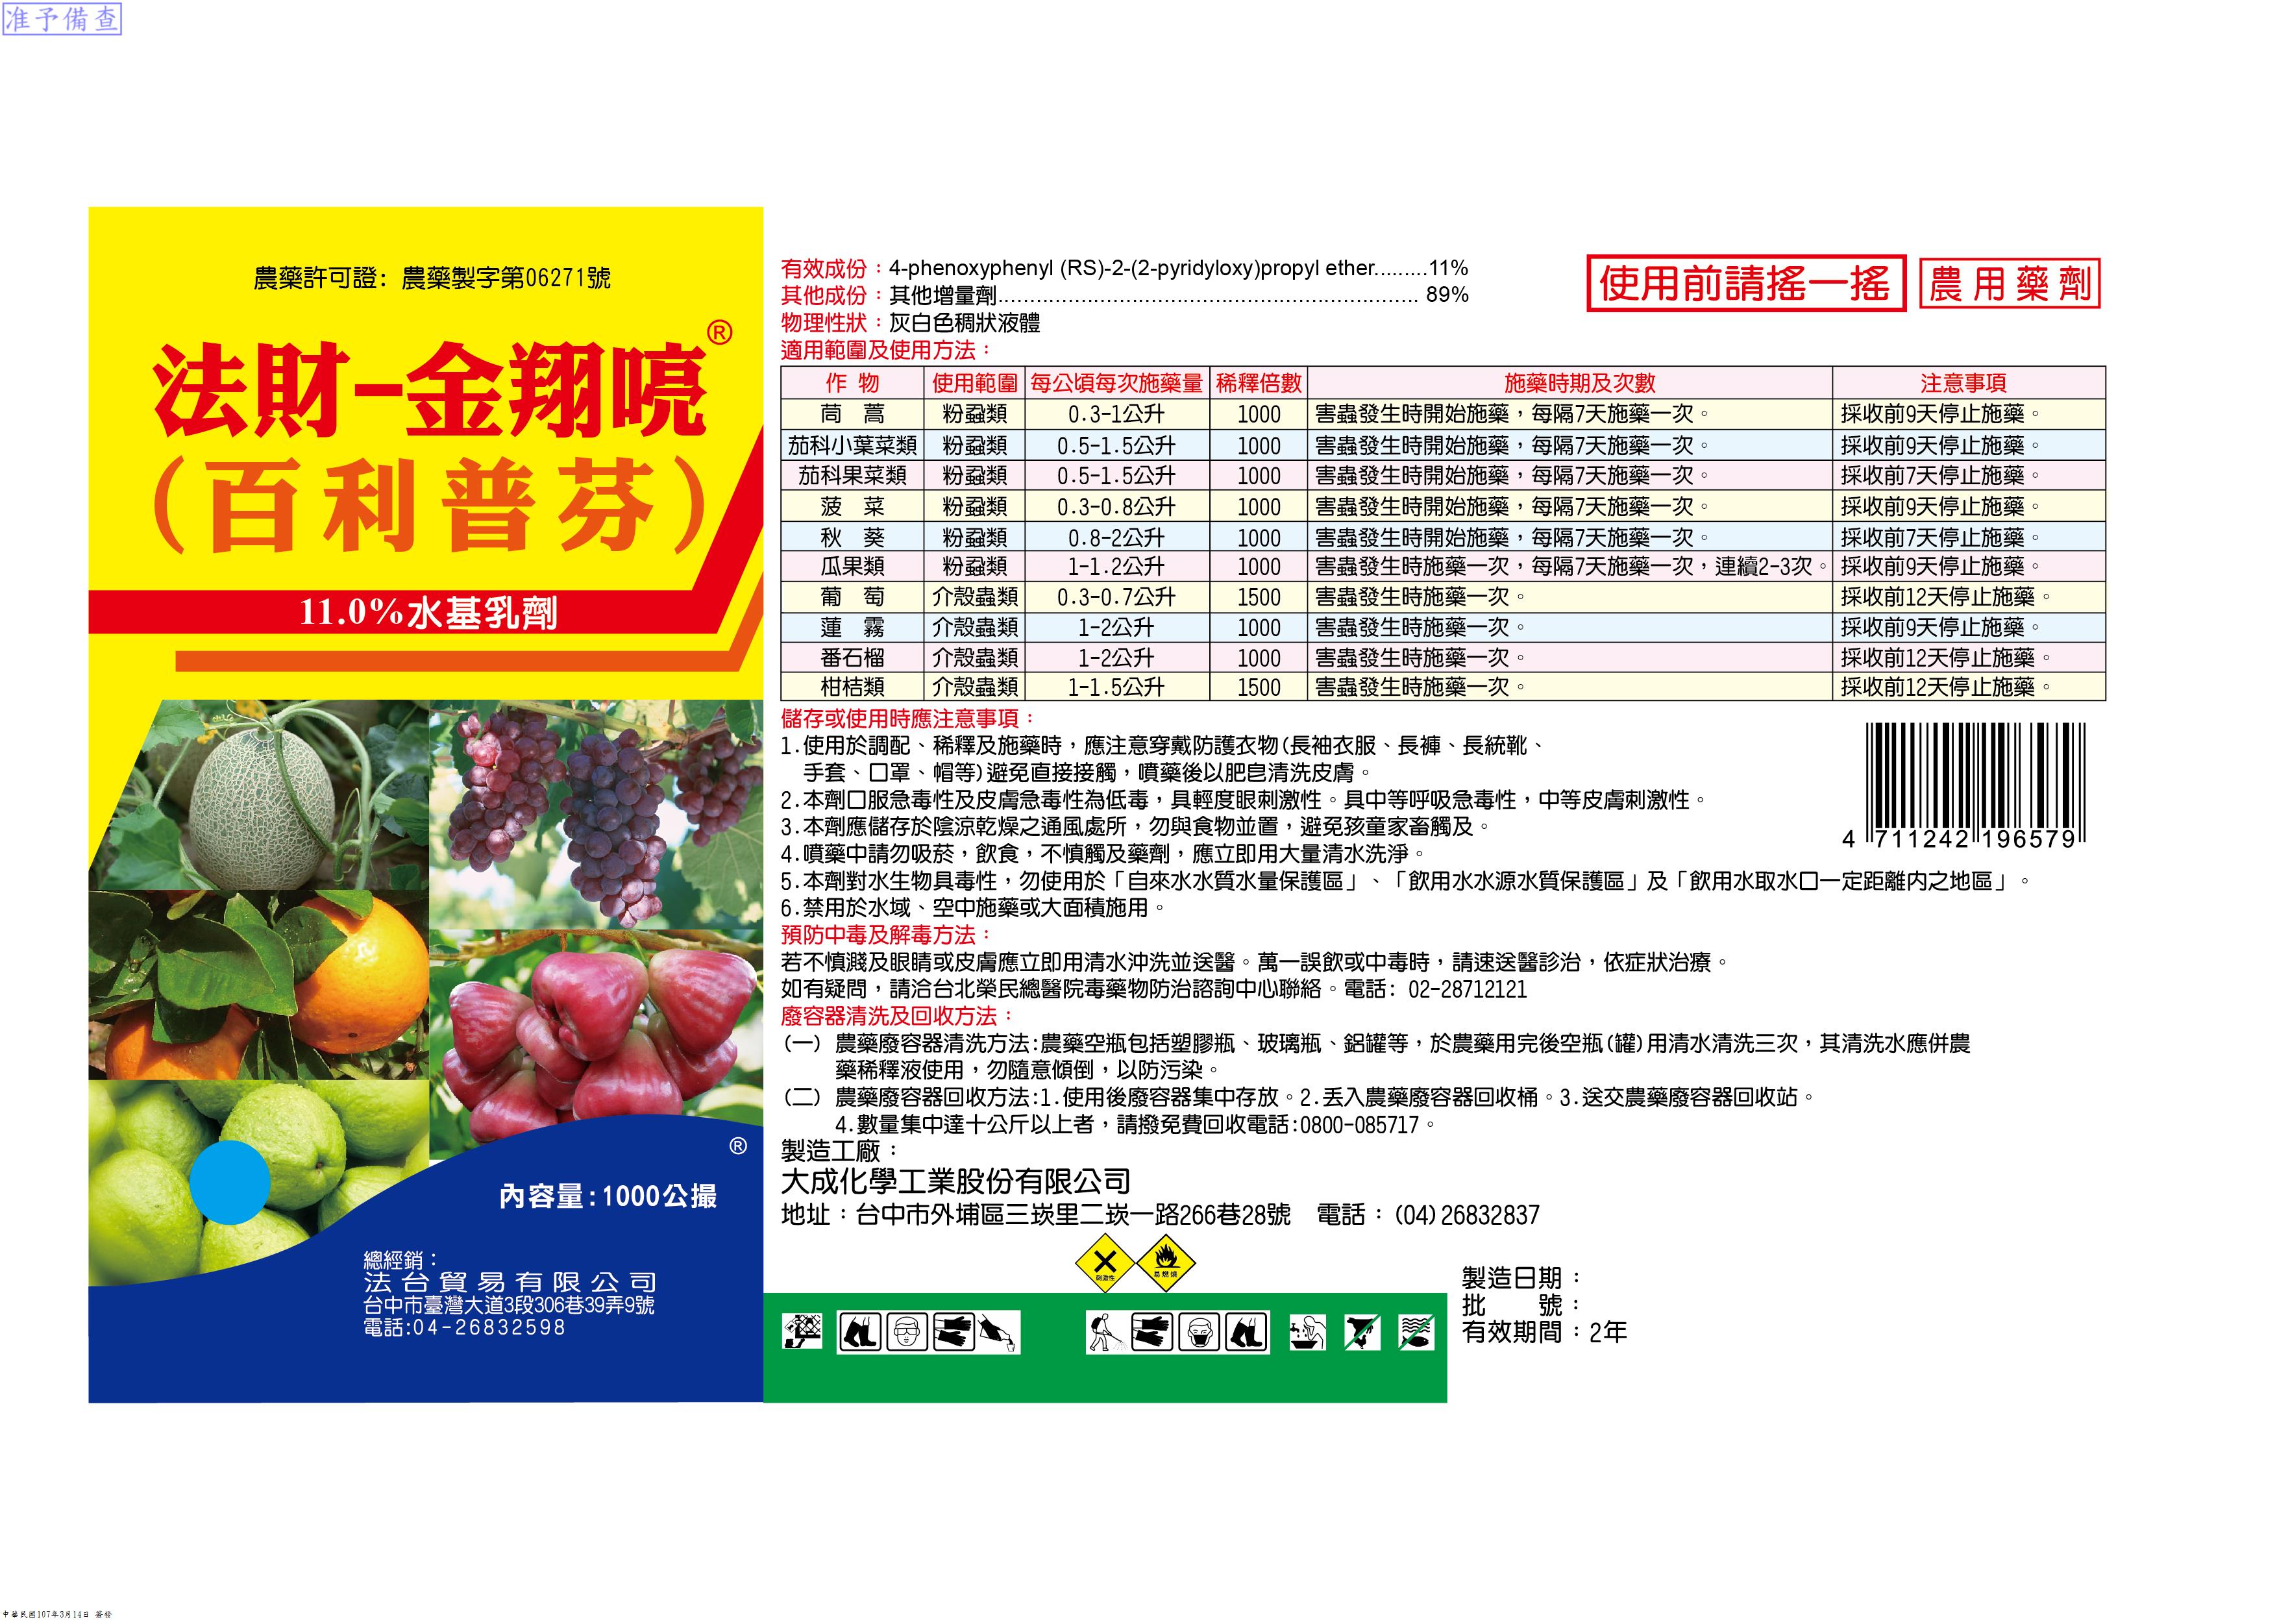 准予備查
農藥許可證: 農藥製字第06271號
法財-金翔喨®
(百利普芬)
11.0%水基乳劑
®
內容量:1000公撮
總經銷：
法台貿易有限公司
台中市臺灣大道3段306巷39弄9號
電話:04-26832598
有效成份：4-phenoxyphenyl (RS)-2-(2-pyridyloxy)propyl ether.........11%
其他成份：其他增量劑.................................................................. 89%
物理性狀：灰白色稠狀液體
使用前請搖一搖 農用藥劑
適用範圍及使用方法：
作 物 使用範圍 每公頃每次施藥量 稀釋倍數 施藥時期及次數 注意事項
茼 蒿 粉蝨類 0.3-1公升 1000 害蟲發生時開始施藥，每隔7天施藥一次。 採收前9天停止施藥。
茄科小葉菜類 粉蝨類 0.5-1.5公升 1000 害蟲發生時開始施藥，每隔7天施藥一次。 採收前9天停止施藥。
茄科果菜類 粉蝨類 0.5-1.5公升 1000 害蟲發生時開始施藥，每隔7天施藥一次。 採收前7天停止施藥。
菠 菜 粉蝨類 0.3-0.8公升 1000 害蟲發生時開始施藥，每隔7天施藥一次。 採收前9天停止施藥。
秋 葵 粉蝨類 0.8-2公升 1000 害蟲發生時開始施藥，每隔7天施藥一次。 採收前7天停止施藥。
瓜果類 粉蝨類 1-1.2公升 1000 害蟲發生時施藥一次，每隔7天施藥一次，連續2-3次。 採收前9天停止施藥。
葡 萄 介殼蟲類 0.3-0.7公升 1500 害蟲發生時施藥一次。 採收前12天停止施藥。
蓮 霧 介殼蟲類 1-2公升 1000 害蟲發生時施藥一次。 採收前9天停止施藥。
番石榴 介殼蟲類 1-2公升 1000 害蟲發生時施藥一次。 採收前12天停止施藥。
柑桔類 介殼蟲類 1-1.5公升 1500 害蟲發生時施藥一次。 採收前12天停止施藥。
儲存或使用時應注意事項：
1.使用於調配、稀釋及施藥時，應注意穿戴防護衣物(長袖衣服、長褲、長統靴、
手套、口罩、帽等)避免直接接觸，噴藥後以肥皂清洗皮膚。
2.本劑口服急毒性及皮膚急毒性為低毒，具輕度眼刺激性。具中等呼吸急毒性，中等皮膚刺激性。
3.本劑應儲存於陰涼乾燥之通風處所，勿與食物並置，避免孩童家畜觸及。
4.噴藥中請勿吸菸，飲食，不慎觸及藥劑，應立即用大量清水洗淨。
5.本劑對水生物具毒性，勿使用於「自來水水質水量保護區」、「飲用水水源水質保護區」及「飲用水取水口一定距離內之地區」。
6.禁用於水域、空中施藥或大面積施用。
4 711242 196579
預防中毒及解毒方法：
若不慎濺及眼睛或皮膚應立即用清水沖洗並送醫。萬一誤飲或中毒時，請速送醫診治，依症狀治療。
如有疑問，請洽台北榮民總醫院毒藥物防治諮詢中心聯絡。電話: 02-28712121
廢容器清洗及回收方法：
(一) 農藥廢容器清洗方法:農藥空瓶包括塑膠瓶、玻璃瓶、鋁罐等，於農藥用完後空瓶(罐)用清水清洗三次，其清洗水應併農
藥稀釋液使用，勿隨意傾倒，以防污染。
(二) 農藥廢容器回收方法:1.使用後廢容器集中存放。2.丟入農藥廢容器回收桶。3.送交農藥廢容器回收站。
4.數量集中達十公斤以上者，請撥免費回收電話:0800-085717。
製造工廠：
大成化學工業股份有限公司
地址：台中市外埔區三崁里二崁一路266巷28號 電話：(04)26832837
刺激性 易燃燒
製造日期：
批 號：
有效期間：2年
中華民國107年3月14日 簽發